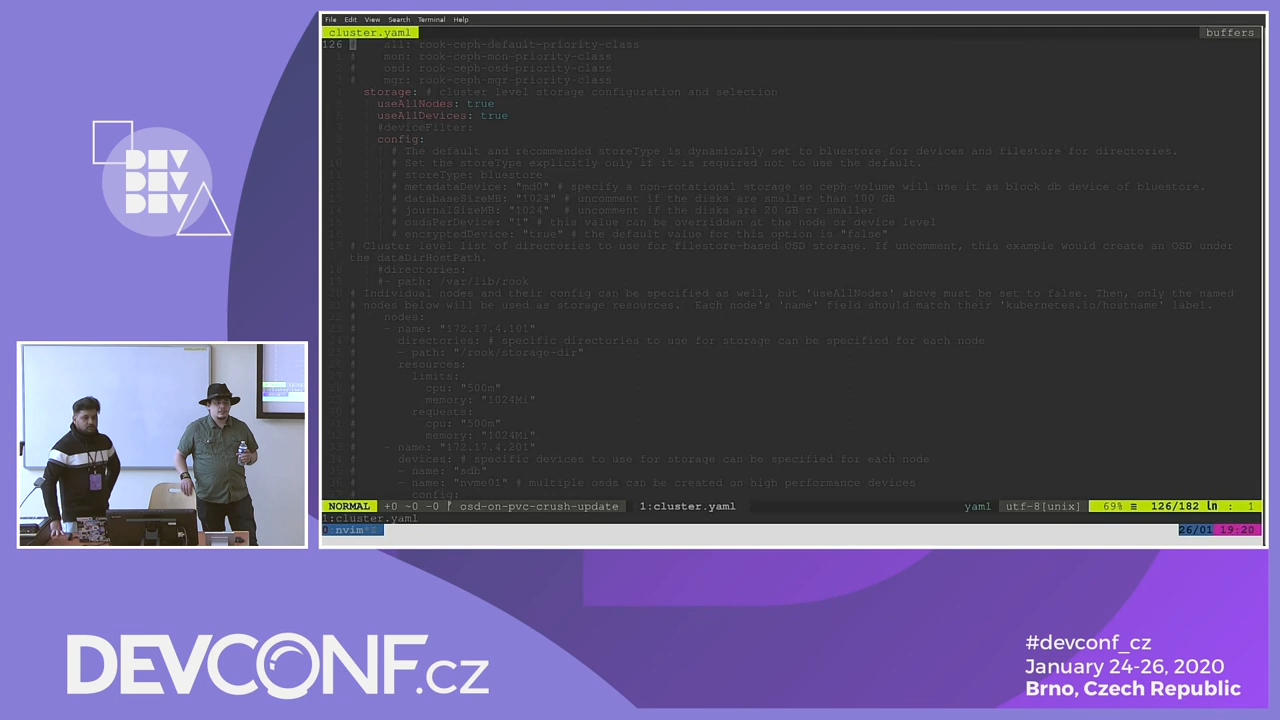 File Edit View Search Terminal Help
cluster.yaml buffers
126 # all: rook-ceph-default-priority-class
# mon: rook-ceph-mon-priority-class
# osd: rook-ceph-osd-priority-class
# mgr: rook-ceph-mgr-priority-class
storage: # cluster level storage configuration and selection
useAllNodes: true
useAllDevices: true
#deviceFilter:
config:
# The default and recommended storeType is dynamically set to bluestore for devices and filestore for directories.
# Set the storeType explicitly only if it is required not to use the default.
# storeType: bluestore
# metadataDevice: "md0" # specify a non-rotational storage so ceph-volume will use it as block db device of bluestore.
# databaseSizeMB: "1024" # uncomment if the disks are smaller than 100 GB
# journalSizeMB: "1024" # uncomment if the disks are 20 GB or smaller
# osdsPerDevice: "1" # this value can be overridden at the node or device level
# encryptedDevice: "true" # the default value for this option is "false"
# Cluster level list of directories to use for filestore-based OSD storage. If uncomment, this example would create an OSD under
the dataDirHostPath.
#directories:
#- path: /var/lib/rook
# Individual nodes and their config can be specified as well, but 'useAllNodes' above must be set to false. Then, only the named
# nodes below will be used as storage resources. Each node's 'name' field should match their 'kubernetes.io/hostname' label.
# nodes:
# - name: "172.17.4.101"
# directories: # specific directories to use for storage can be specified for each node
# - path: "/rook/storage-dir"
# resources:
# limits:
# cpu: "500m"
# memory: "1024Mi"
# requests:
# cpu: "500m"
# memory: "1024Mi"
# - name: "172.17.4.201"
# devices: # specific devices to use for storage can be specified for each node
# - name: "sdb"
# - name: "nvme01" # multiple osds can be created on high performance devices
# config:
NORMAL +0 ~0 -0 osd-on-pvc-crush-update 1:cluster.yaml yaml utf-8[unix] 69% 126/182 ln : 1
1:cluster.yaml
nvim* 26/01 19:20
DEV
DEV
DEV
DEVCONF.cz
#devconf_cz
January 24-26, 2020
Brno, Czech Republic